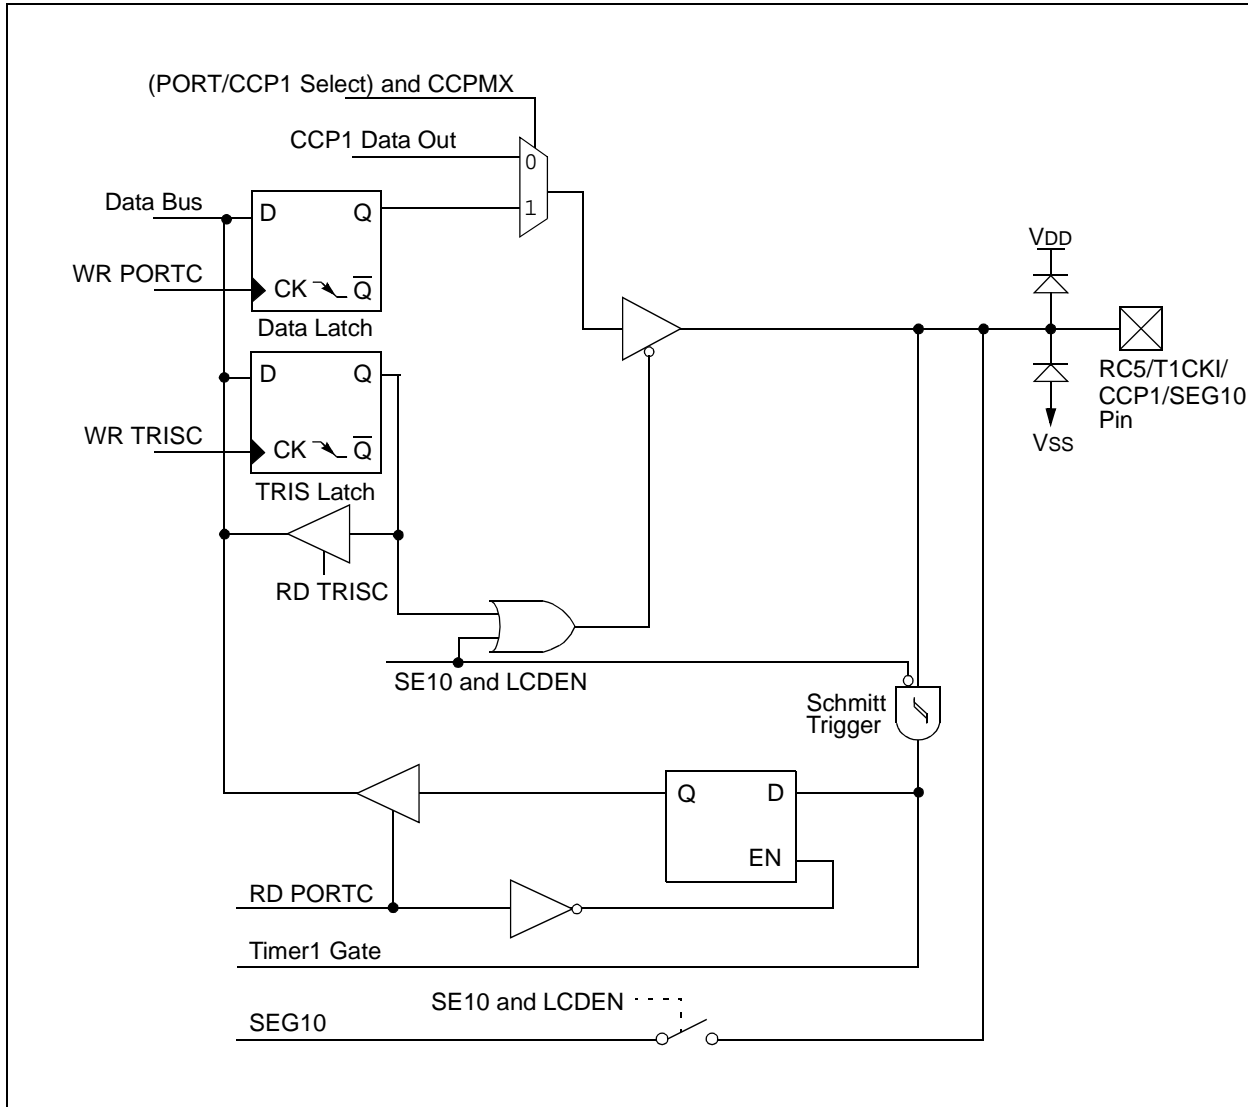 (PORT/CCP1 Select) and CCPMX
CCP1 Data Out
0
1
Data Bus
D Q
WR PORTC
CK Q̅
Data Latch
D Q
WR TRISC
CK Q̅
TRIS Latch
RD TRISC
VDD
VSS
RC5/T1CKI/
CCP1/SEG10
Pin
SE10 and LCDEN
Schmitt
Trigger
Q D
EN
RD PORTC
Timer1 Gate
SE10 and LCDEN
SEG10